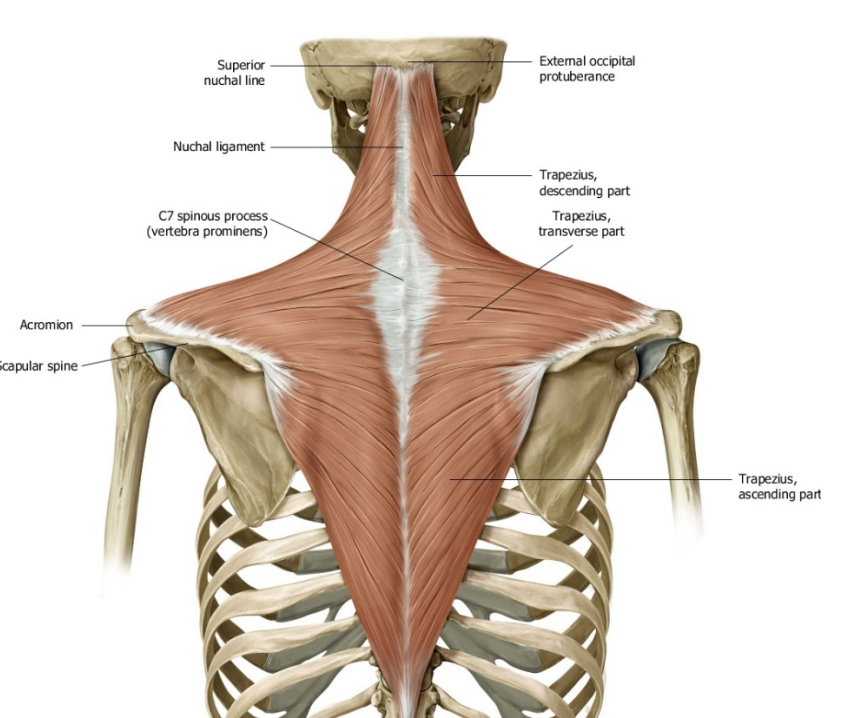 Superior
nuchal line
External occipital
protuberance
Nuchal ligament
Trapezius,
descending part
C7 spinous process
(vertebra prominens)
Trapezius,
transverse part
Acromion
Scapular spine
Trapezius,
ascending part